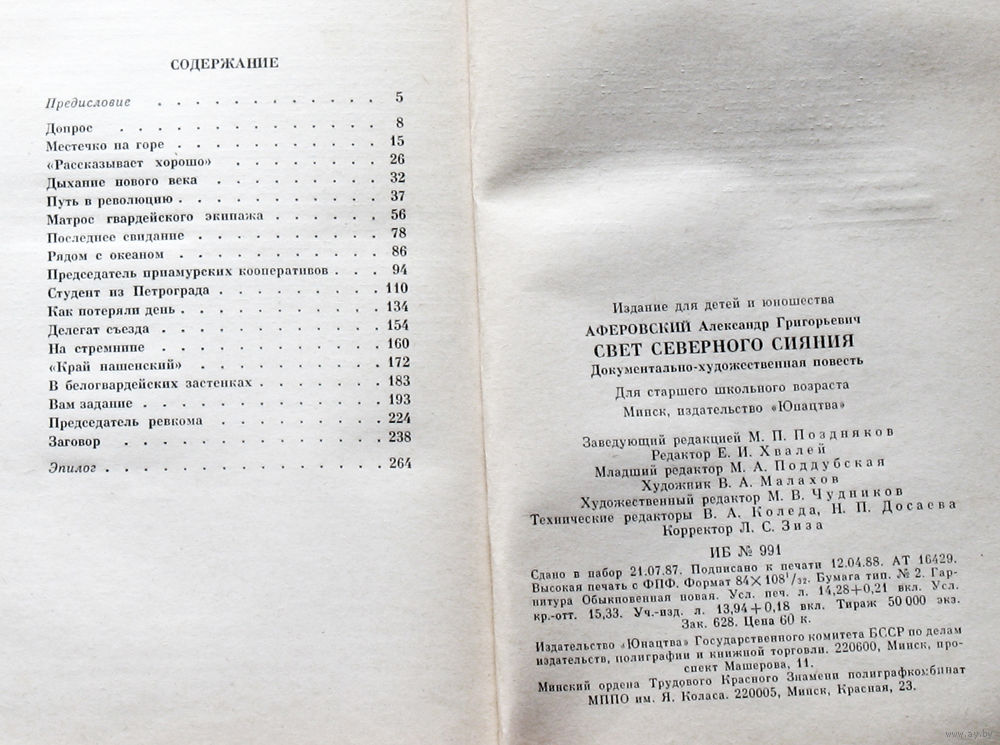 СОДЕРЖАНИЕ
Предисловие . . . . . . . . . . . . 5
Допрос . . . . . . . . . . . . . . 8
Местечко на горе . . . . . . . . . . . 15
«Рассказывает хорошо» . . . . . . . . 26
Дыхание нового века . . . . . . . . . 32
Путь в революцию . . . . . . . . . . . 37
Матрос гвардейского экипажа . . . . . . 56
Последнее свидание . . . . . . . . . . 78
Рядом с океаном . . . . . . . . . . . 86
Председатель приамурских кооперативов . . . 94
Студент из Петрограда . . . . . . . . . 110
Как потеряли день . . . . . . . . . . . 134
Делегат съезда . . . . . . . . . . . . 154
На стремнине . . . . . . . . . . . . 160
«Край нашенский» . . . . . . . . . . . 172
В белогвардейских застенках . . . . . . . 183
Вам задание . . . . . . . . . . . . . 193
Председатель ревкома . . . . . . . . . 224
Заговор . . . . . . . . . . . . . . 238
Эпилог . . . . . . . . . . . . . . . 264
Издание для детей и юношества
АФЕРОВСКИЙ Александр Григорьевич
СВЕТ СЕВЕРНОГО СИЯНИЯ
Документально-художественная повесть
Для старшего школьного возраста
Минск, издательство «Юнацтва»
Заведующий редакцией М. П. Поздняков
Редактор Е. И. Хвалей
Младший редактор М. А. Поддубская
Художник В. А. Малахов
Художественный редактор М. В. Чудников
Технические редакторы В. А. Коледа, Н. П. Досаева
Корректор Л. С. Зиза
ИБ № 991
Сдано в набор 21.07.87. Подписано к печати 12.04.88. АТ 16429.
Высокая печать с ФПФ. Формат 84×108¹/₃₂. Бумага тип. № 2. Гар-
нитура Обыкновенная новая. Усл. печ. л. 14,28+0,21 вкл. Усл.
кр.-отт. 15,33. Уч.-изд. л. 13,94+0,18 вкл. Тираж 50 000 экз.
Зак. 628. Цена 60 к.
Издательство «Юнацтва» Государственного комитета БССР по делам
издательств, полиграфии и книжной торговли. 220600, Минск, про-
спект Машерова, 11.
Минский ордена Трудового Красного Знамени полиграфкомбинат
МППО им. Я. Коласа. 220005, Минск, Красная, 23.
www.ay.by